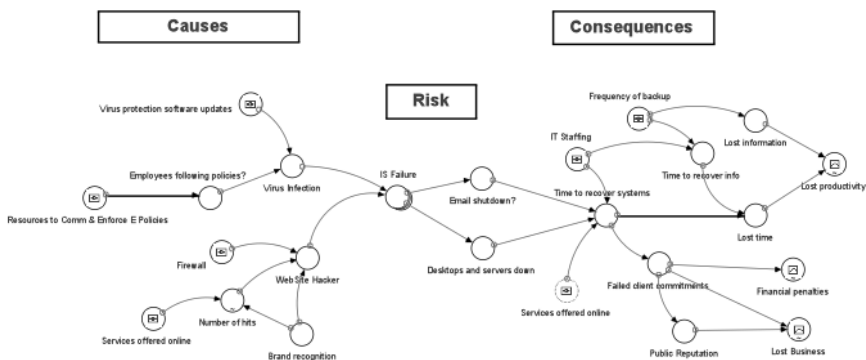 Causes
Consequences
Risk
Virus protection software updates
Frequency of backup
IT Staffing
Lost information
Employees following policies?
Virus Infection
IS Failure
Time to recover info
Lost productivity
Email shutdown?
Time to recover systems
Resources to Comm & Enforce E Policies
Lost time
Firewall
WebSite Hacker
Desktops and servers down
Failed client commitments
Financial penalties
Services offered online
Services offered online
Number of hits
Brand recognition
Public Reputation
Lost Business